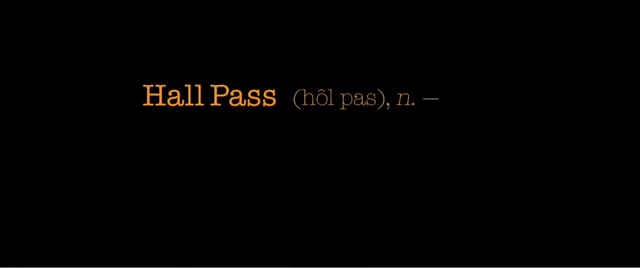 Hall Pass (hôl pas), n. —